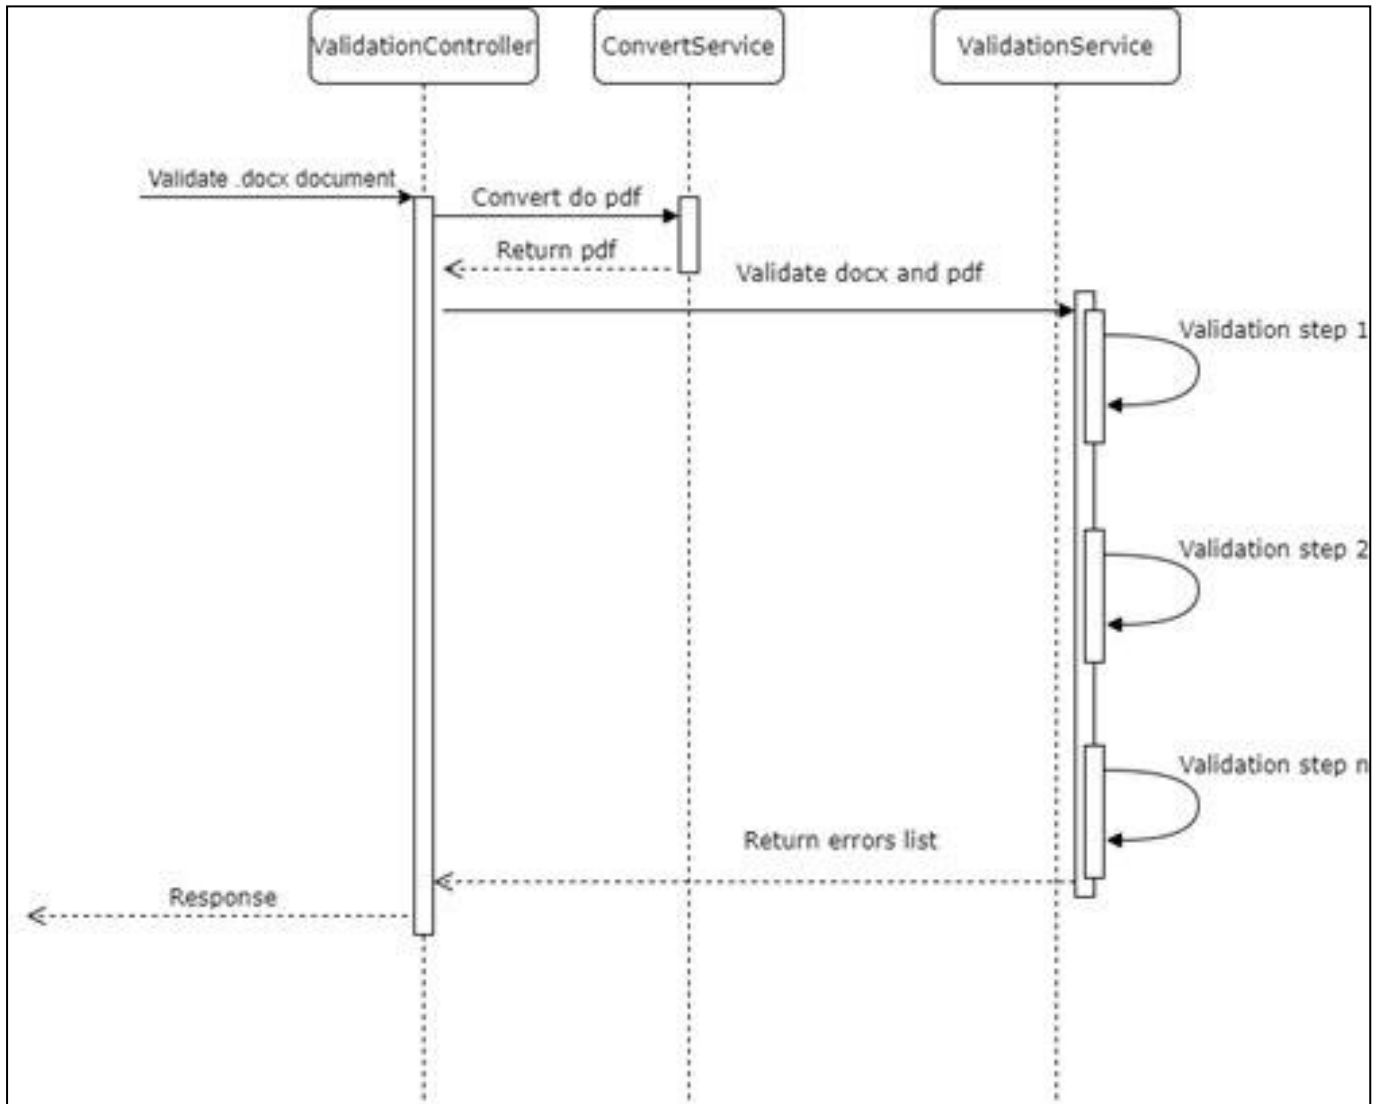 ValidationController
ConvertService
ValidationService
Validate .docx document
Convert do pdf
Return pdf
Validate docx and pdf
Validation step 1
Validation step 2
Validation step n
Return errors list
Response